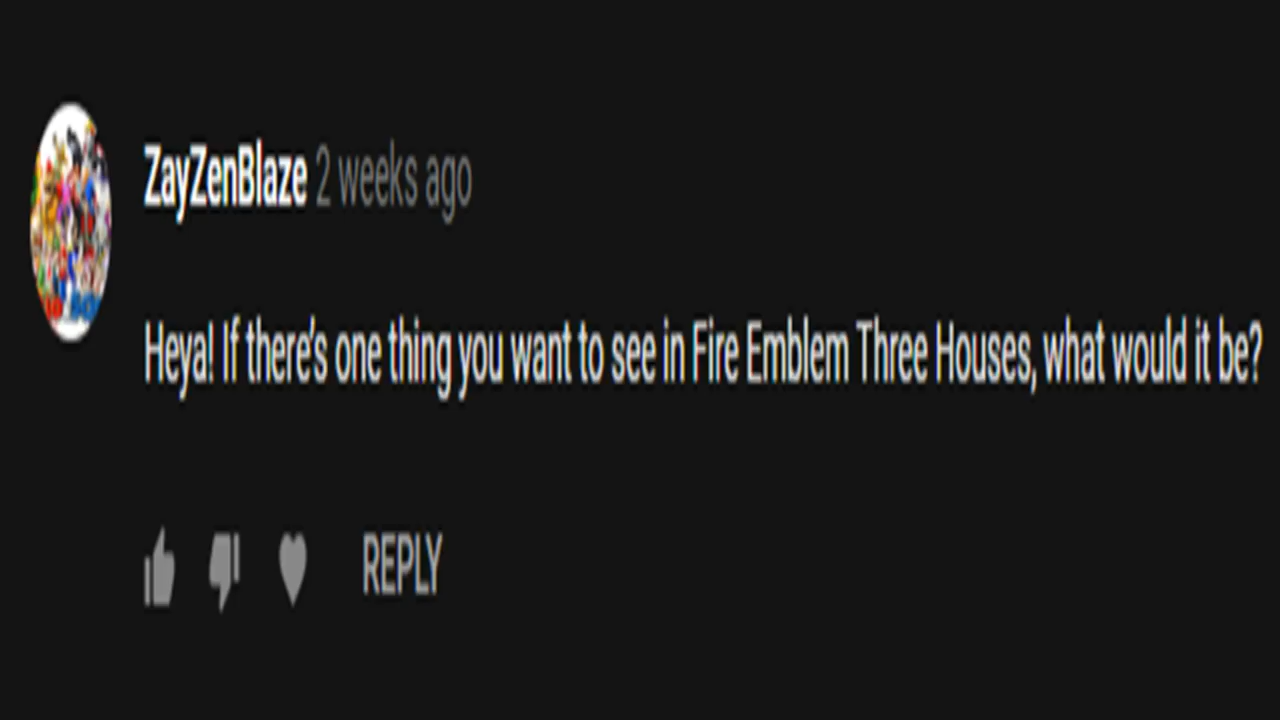 ZayZenBlaze 2 weeks ago
Heya! If there's one thing you want to see in Fire Emblem Three Houses, what would it be?
REPLY